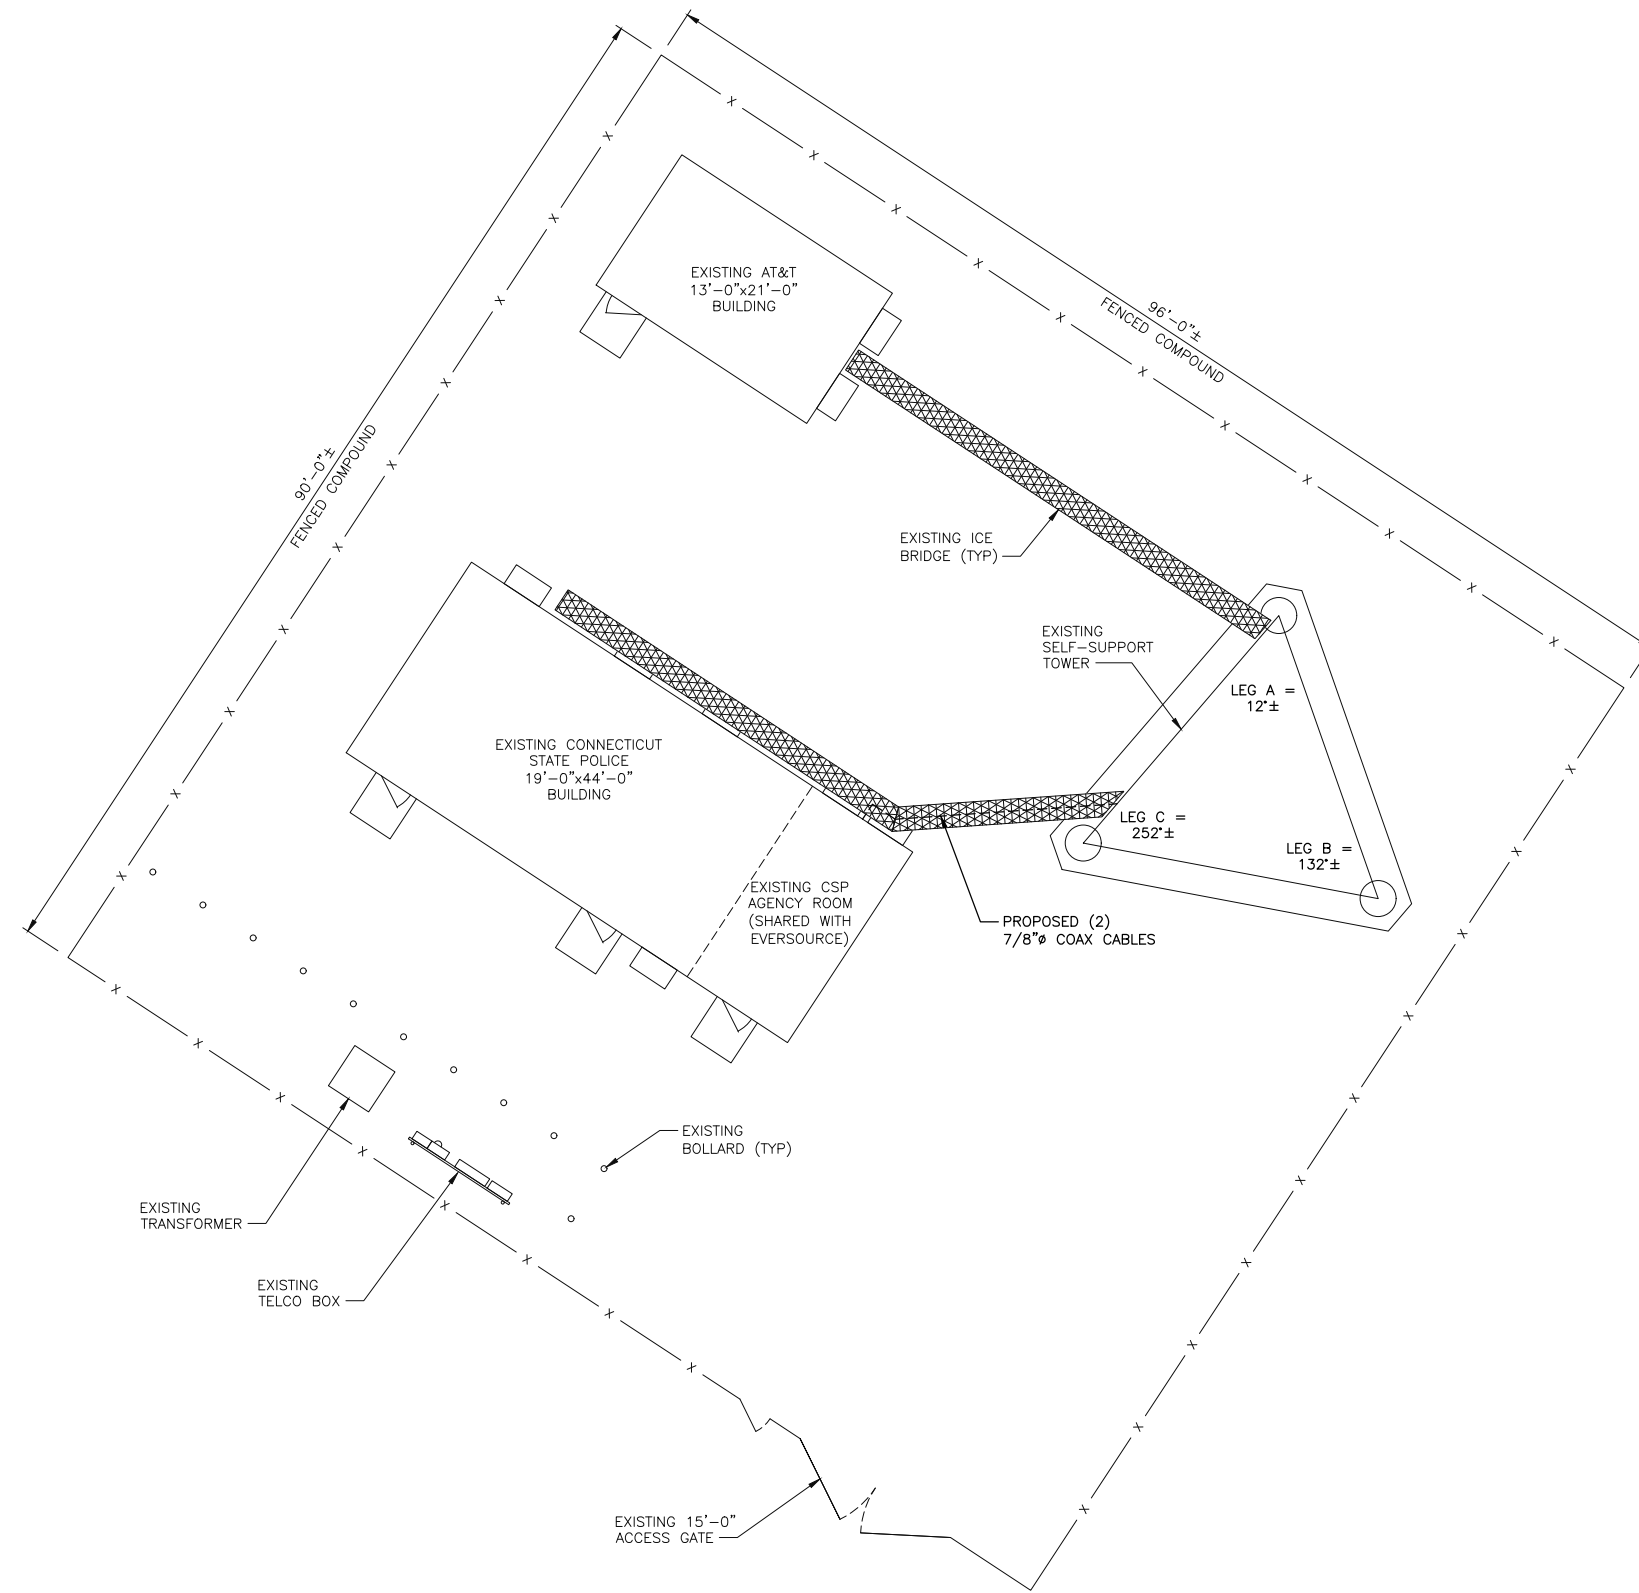 96'-0"±
FENCED COMPOUND
90'-0"±
FENCED COMPOUND
EXISTING AT&T
13'-0"x21'-0"
BUILDING
EXISTING ICE
BRIDGE (TYP)
EXISTING
SELF-SUPPORT
TOWER
LEG A =
12°±
EXISTING CONNECTICUT
STATE POLICE
19'-0"x44'-0"
BUILDING
LEG C =
252°±
LEG B =
132°±
EXISTING CSP
AGENCY ROOM
(SHARED WITH
EVERSOURCE)
PROPOSED (2)
7/8"ø COAX CABLES
EXISTING
BOLLARD (TYP)
EXISTING
TRANSFORMER
EXISTING
TELCO BOX
EXISTING 15'-0"
ACCESS GATE